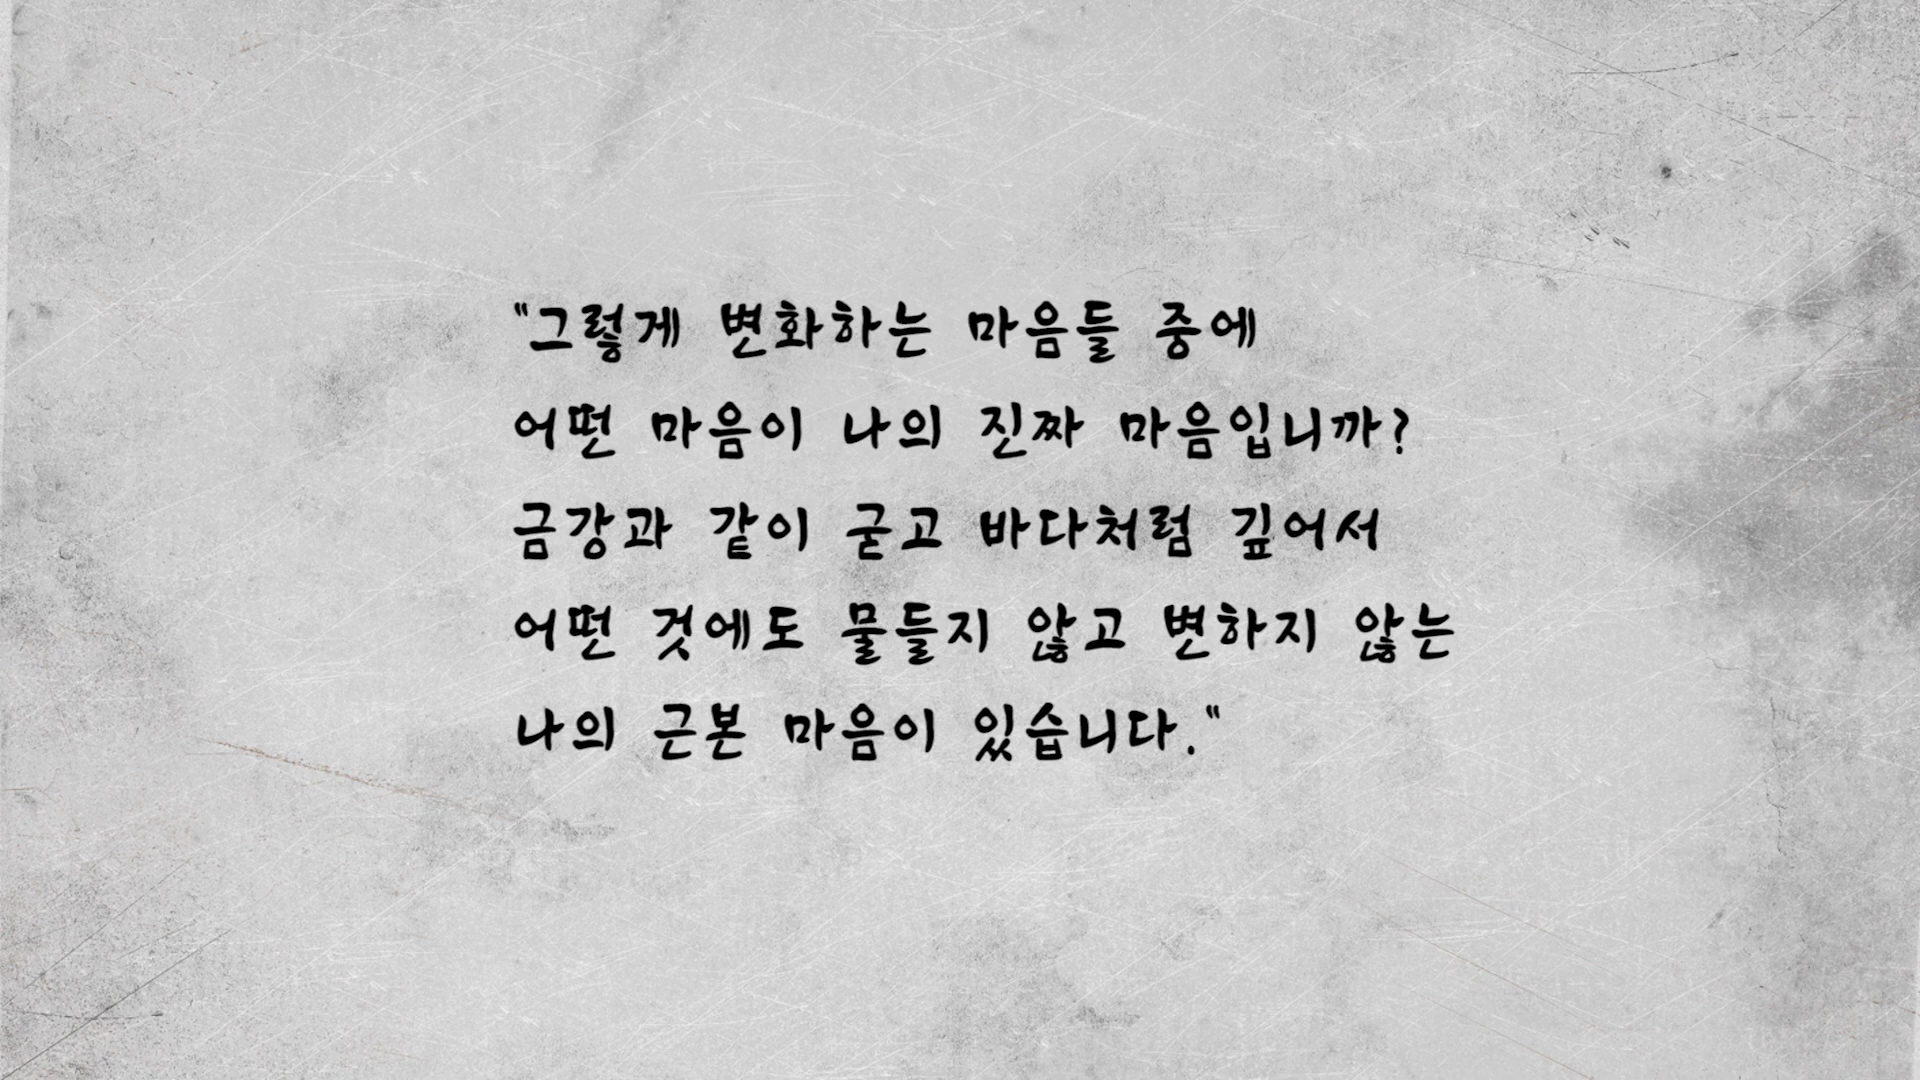 "그렇게 변화하는 마음들 중에
어떤 마음이 나의 진짜 마음입니까?
금강과 같이 굳고 바다처럼 깊어서
어떤 것에도 물들지 않고 변하지 않는
나의 근본 마음이 있습니다."